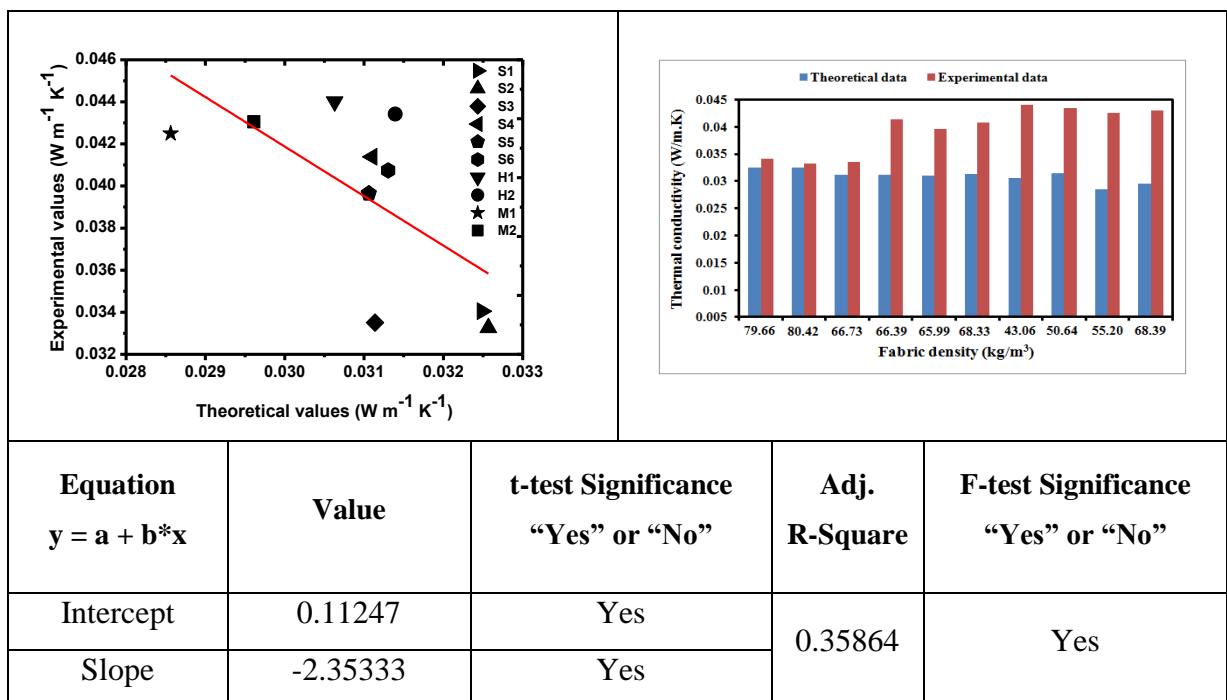 0.046
0.044
0.042
0.040
0.038
0.036
0.034
0.032
0.028 0.029 0.030 0.031 0.032 0.033
Experimental values (W m-1 K-1)
Theoretical values (W m-1 K-1)
S1
S2
S3
S4
S5
S6
H1
H2
M1
M2
Theoretical data Experimental data
0.045
0.04
0.035
0.03
0.025
0.02
0.015
0.01
0.005
79.66 80.42 66.73 66.39 65.99 68.33 43.06 50.64 55.20 68.39
Thermal conductivity (W/m.K)
Fabric density (kg/m3)
Equation
y = a + b*x
Value
t-test Significance
“Yes” or “No”
Adj.
R-Square
F-test Significance
“Yes” or “No”
Intercept 0.11247 Yes
0.35864 Yes
Slope -2.35333 Yes